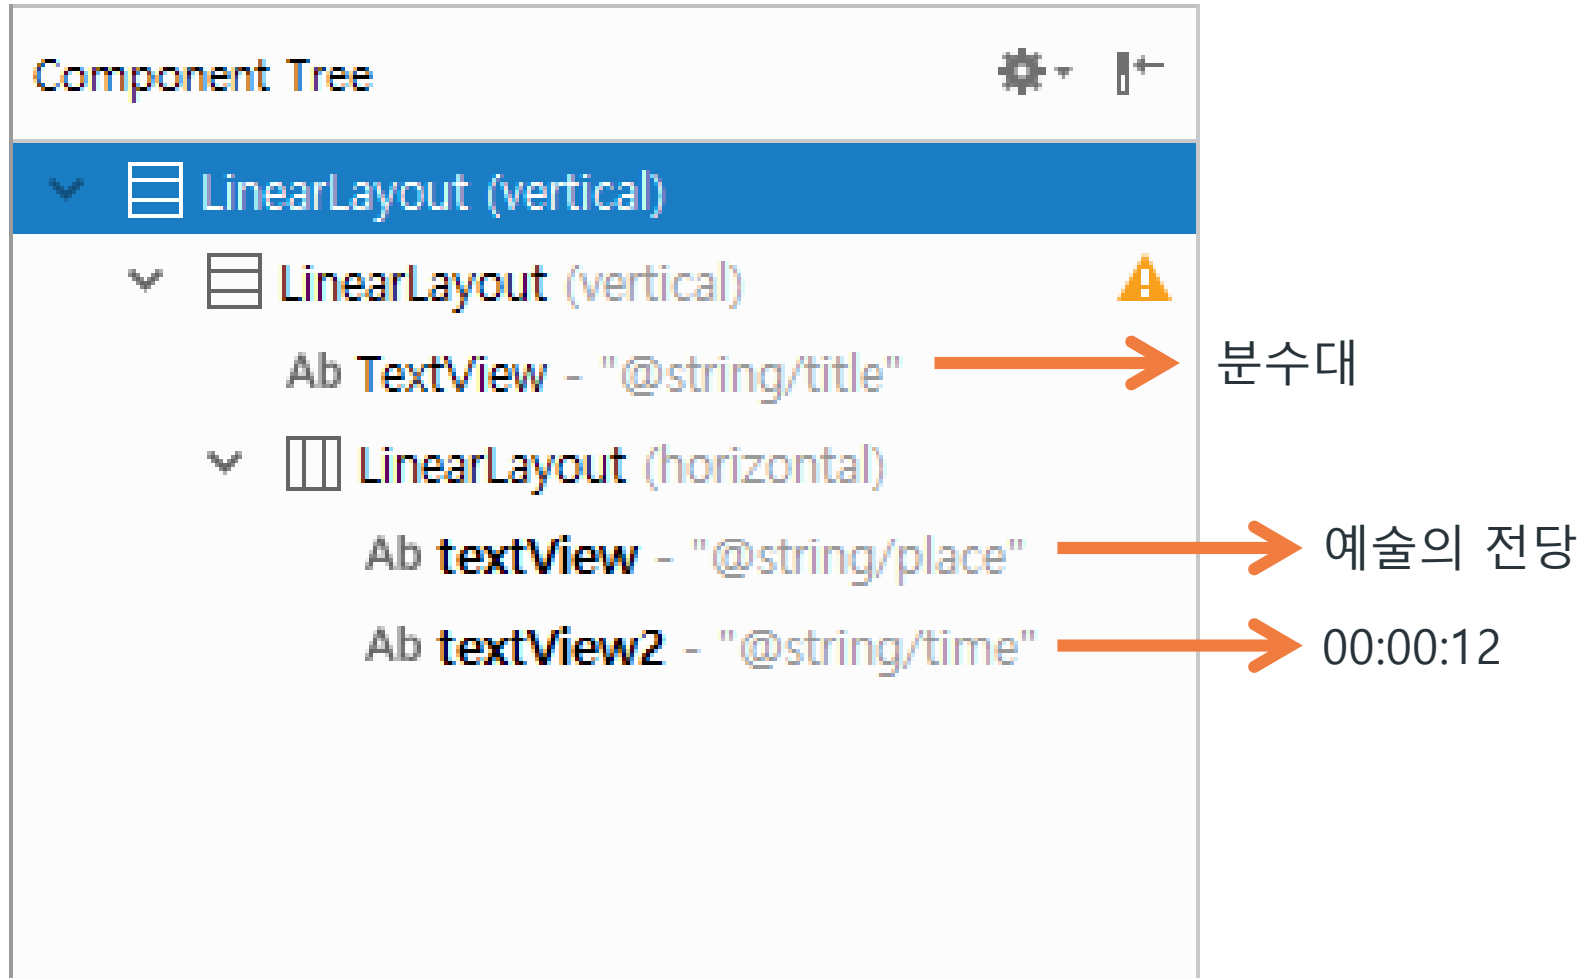 Component Tree
LinearLayout (vertical)
LinearLayout (vertical)
Ab TextView - "@string/title" 분수대
LinearLayout (horizontal)
Ab textView - "@string/place" 예술의 전당
Ab textView2 - "@string/time" 00:00:12